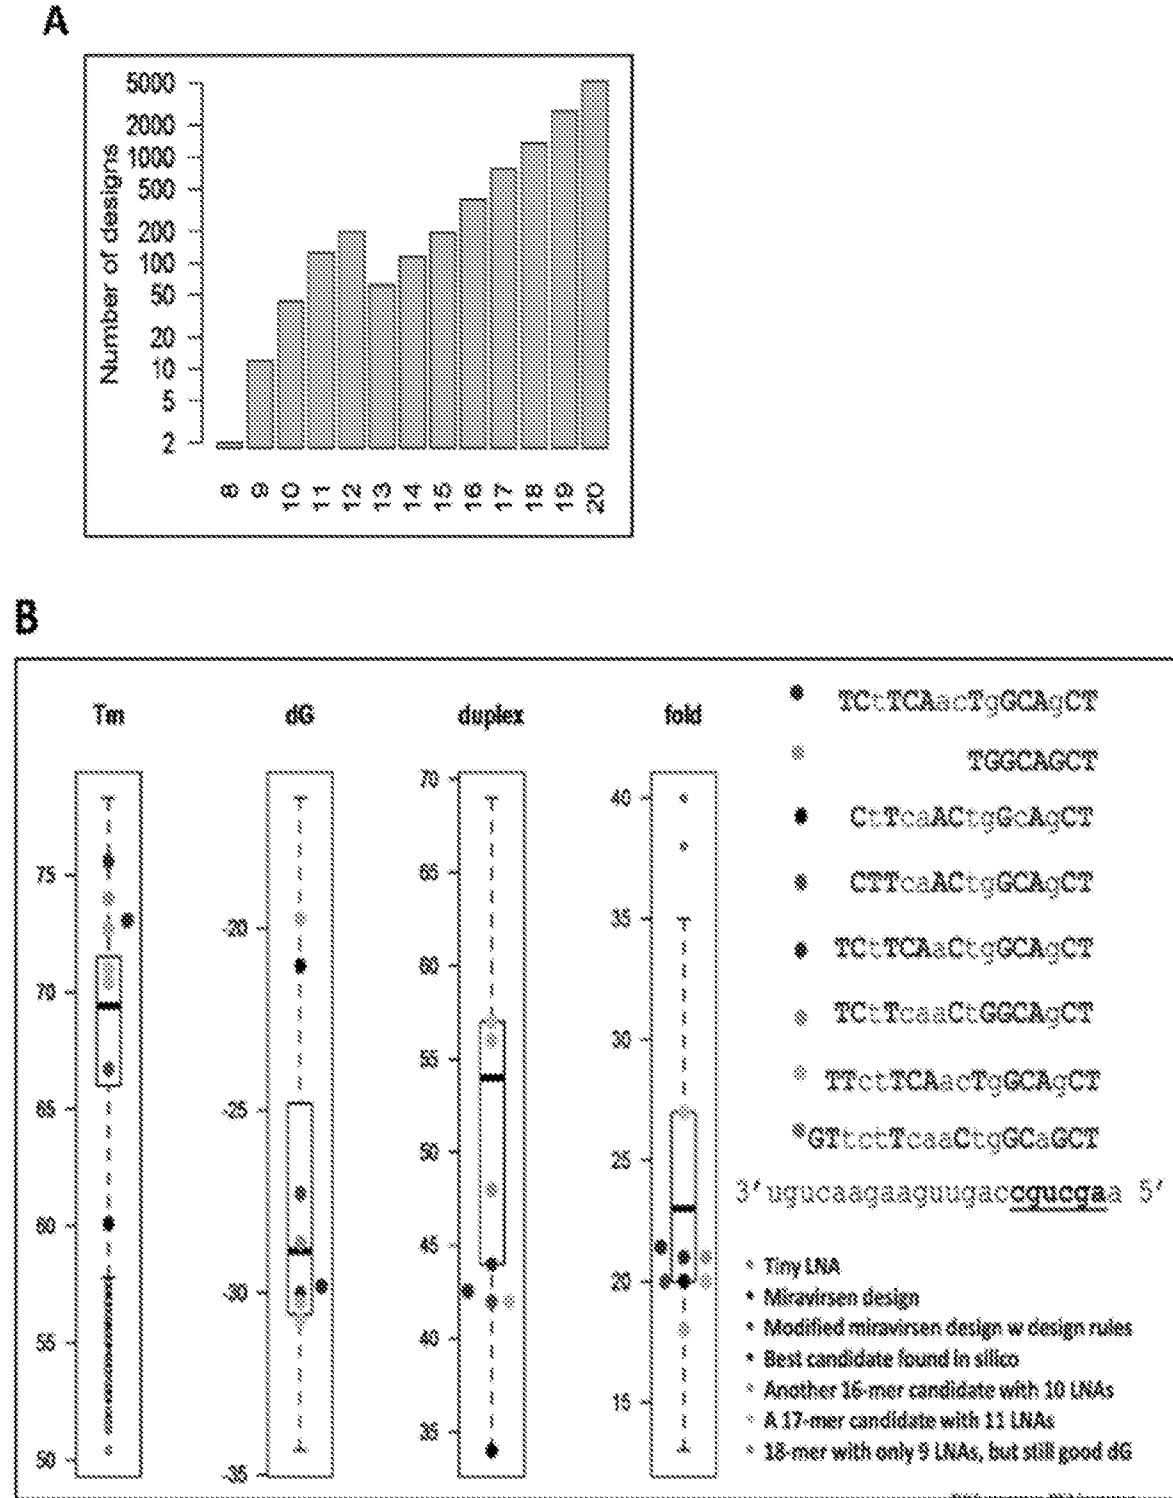 A
5000
2000
1000
500
200
100
50
20
10
5
2
Number of designs
8 9 10 11 12 13 14 15 16 17 18 19 20
B
Tm dG duplex fold
75
70
65
60
55
50
-20
-25
-30
-35
70
65
60
55
50
45
40
35
40
35
30
25
20
15
TCtTCAacTgGCAgCT
TGGCAGCT
CtTcaACtgGcAgCT
CTTcaACtgGCAgCT
TCtTCAaCtgGCAgCT
TCtTcaaCtGGCAgCT
TTctTCAacTgGCAgCT
GTtctTcaaCtgGCaGCT
3' ugucaagaaguugaccgucgaa 5'
Tiny LNA
Miravirsen design
Modified miravirsen design w design rules
Best candidate found in silico
Another 16-mer candidate with 10 LNAs
A 17-mer candidate with 11 LNAs
18-mer with only 9 LNAs, but still good dG